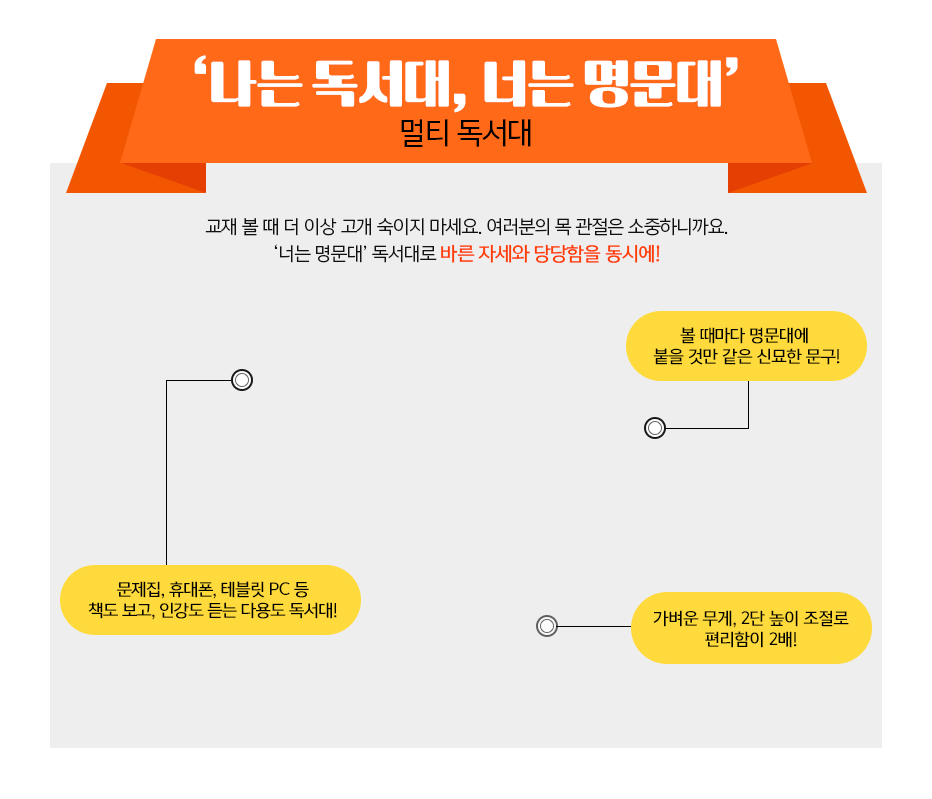 ‘나는 독서대, 너는 명문대’
멀티 독서대
교재 볼 때 더 이상 고개 숙이지 마세요. 여러분의 목 관절은 소중하니까요.
‘너는 명문대’ 독서대로 바른 자세와 당당함을 동시에!
볼 때마다 명문대에
붙을 것만 같은 신묘한 문구!
문제집, 휴대폰, 테블릿 PC 등
책도 보고, 인강도 듣는 다용도 독서대!
가벼운 무게, 2단 높이 조절로
편리함이 2배!